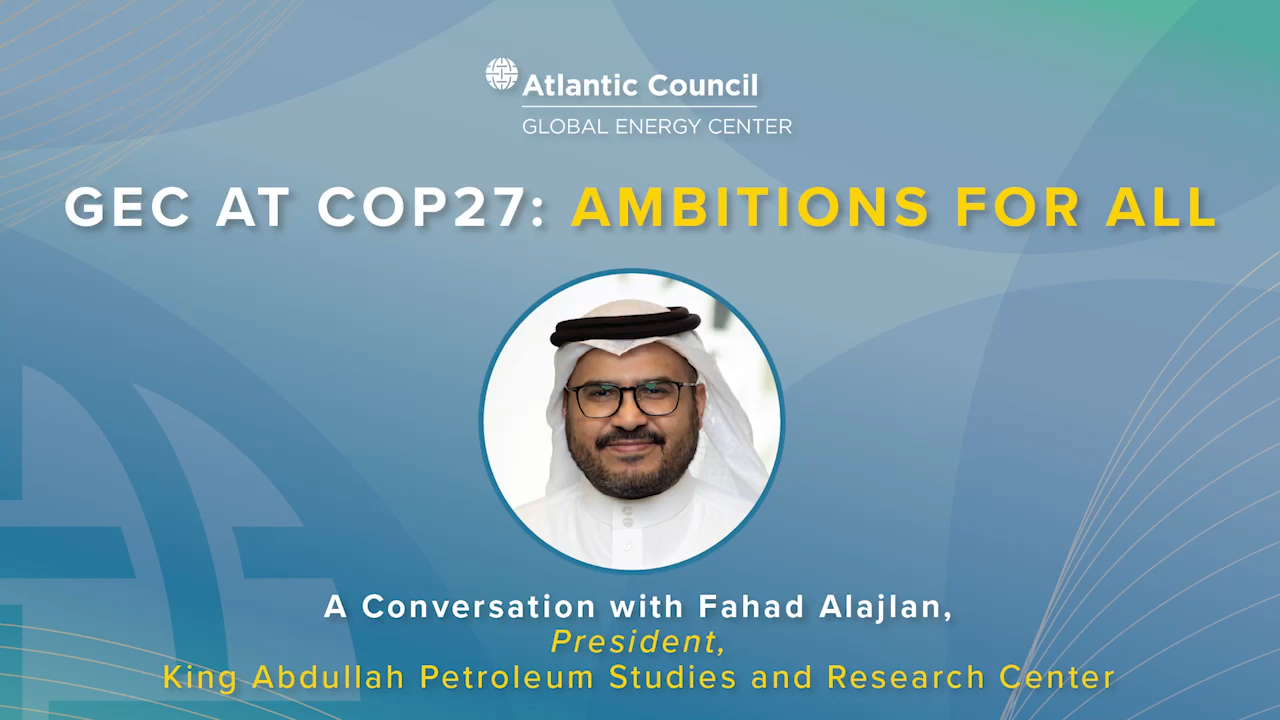 Atlantic Council
GLOBAL ENERGY CENTER
GEC AT COP27: AMBITIONS FOR ALL
A Conversation with Fahad Alajlan,
President,
King Abdullah Petroleum Studies and Research Center